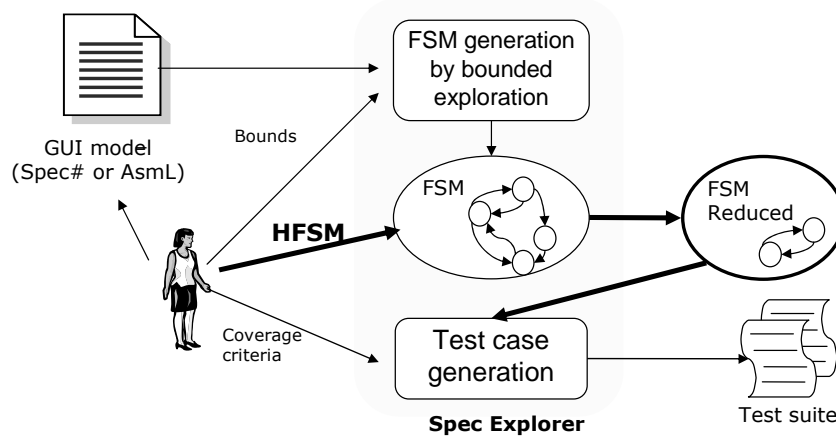 FSM generation
by bounded
exploration
GUI model
(Spec# or AsmL)
Bounds
FSM
FSM
Reduced
HFSM
Coverage
criteria
Test case
generation
Spec Explorer
Test suite